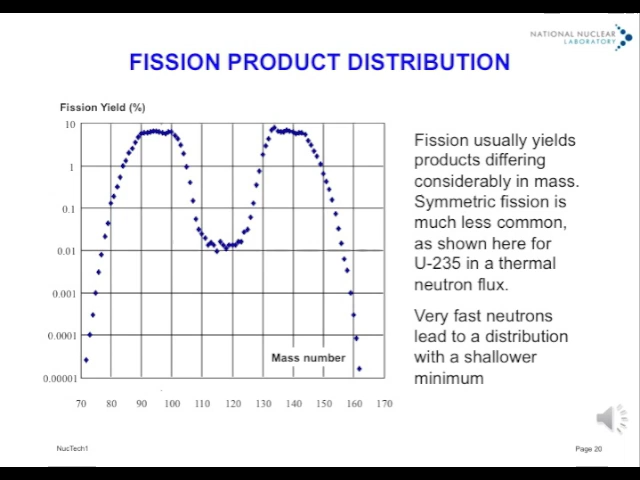 NATIONAL NUCLEAR
LABORATORY
FISSION PRODUCT DISTRIBUTION
Fission Yield (%)
10
1
0.1
0.01
0.001
0.0001
0.00001
Mass number
70 80 90 100 110 120 130 140 150 160 170
Fission usually yields
products differing
considerably in mass.
Symmetric fission is
much less common,
as shown here for
U-235 in a thermal
neutron flux.
Very fast neutrons
lead to a distribution
with a shallower
minimum
NucTech1
Page 20